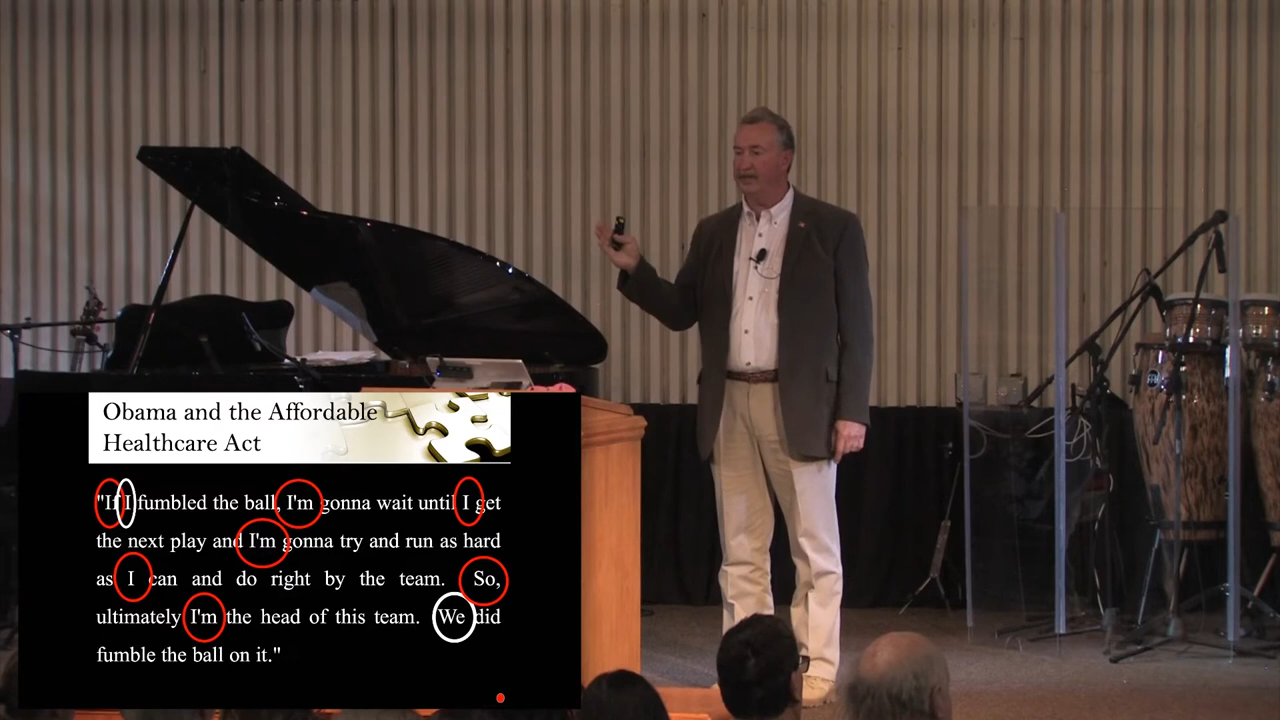 Obama and the Affordable
Healthcare Act
"If I fumbled the ball, I'm gonna wait until I get
the next play and I'm gonna try and run as hard
as I can and do right by the team. So,
ultimately I'm the head of this team. We did
fumble the ball on it."